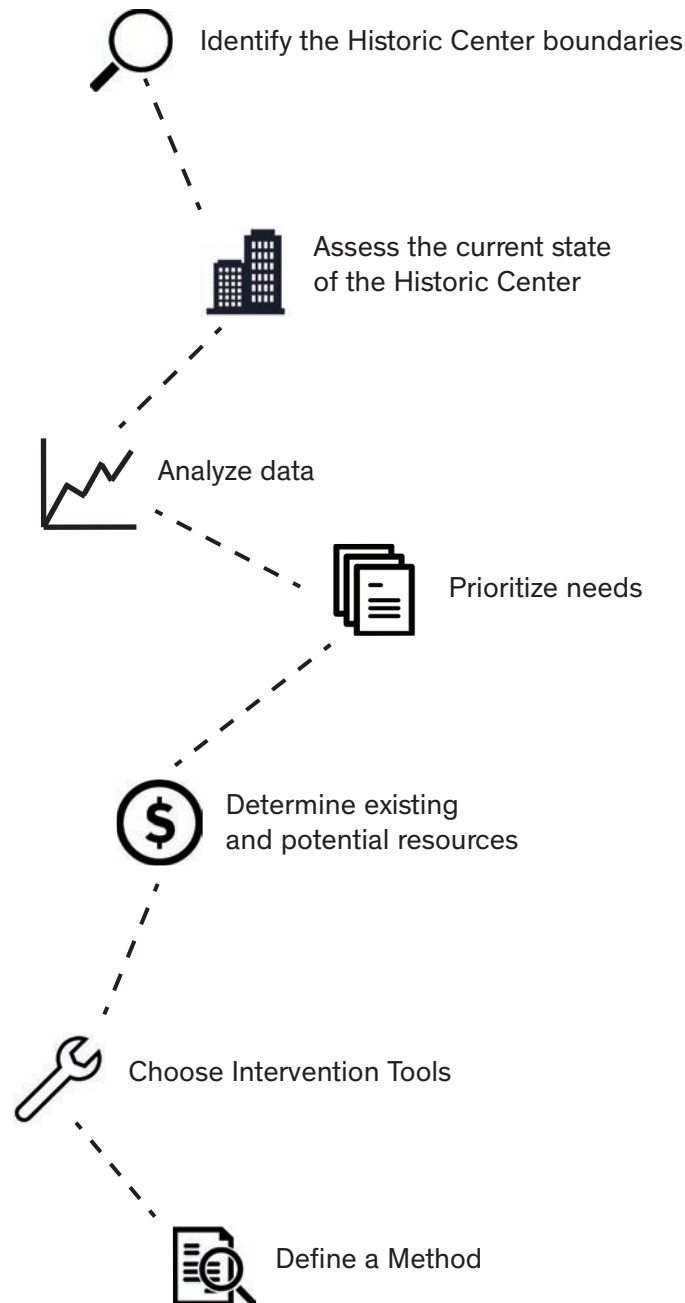 Identify the Historic Center boundaries
Assess the current state
of the Historic Center
Analyze data
Prioritize needs
$
Determine existing
and potential resources
Choose Intervention Tools
Define a Method